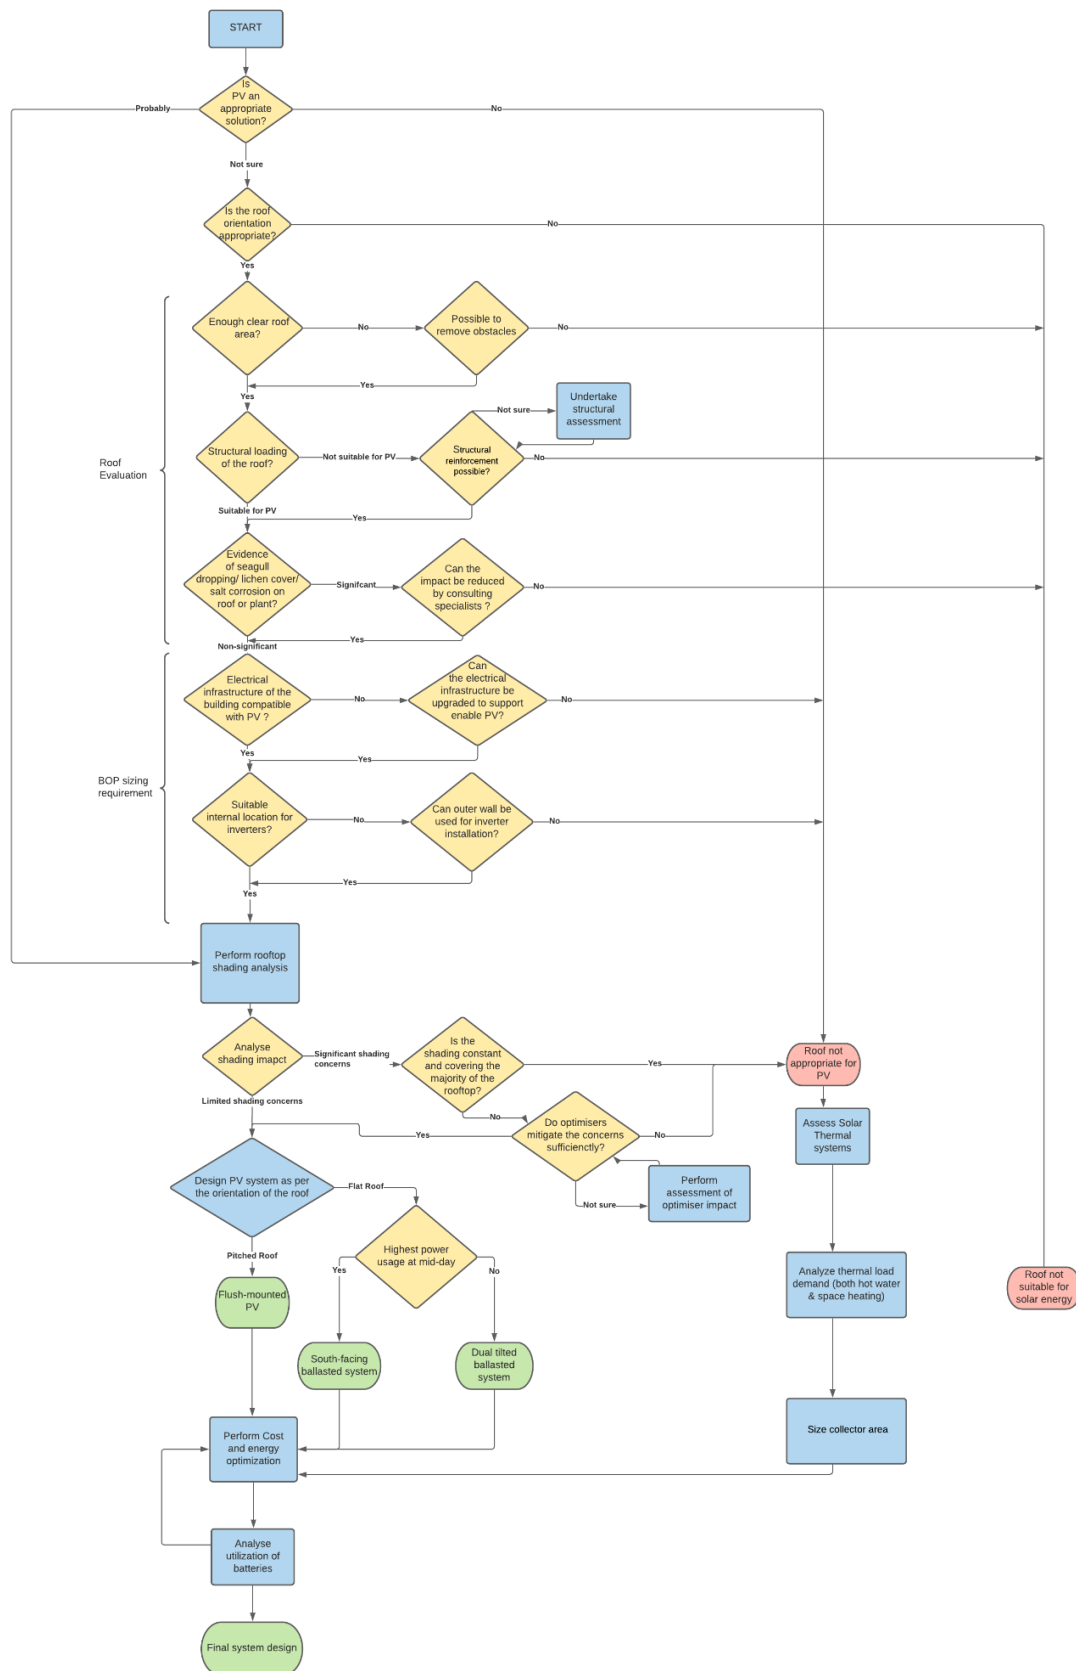 START
Is
PV an
appropriate
solution?
Probably
No
Not sure
Is the roof
orientation
appropriate?
No
Yes
Enough clear roof
area?
No
Possible to
remove obstacles
No
Yes
Yes
Undertake
structural
assessment
Not sure
Structural loading
of the roof?
Not suitable for PV
Structural
reinforcement
possible?
No
Roof
Evaluation
Suitable for PV
Yes
Evidence
of seagull
dropping/ lichen cover/
salt corrosion on
roof or plant?
Signifcant
Can the
impact be reduced
by consulting
specialists ?
No
Yes
Non-significant
Electrical
infrastructure of the
building compatible
with PV ?
No
Can
the electrical
infrastructure be
upgraded to support
enable PV?
No
Yes
Yes
BOP sizing
requirement
Suitable
internal location for
inverters?
No
Can outer wall be
used for inverter
installation?
No
Yes
Yes
Perform rooftop
shading analysis
Analyse
shading imapct
Significant shading
concerns
Is the
shading constant
and covering the
majority of the
rooftop?
Yes
Roof not
appropriate for
PV
Limited shading concerns
No
Do optimisers
mitigate the concerns
sufficienctly?
Yes
No
Assess Solar
Thermal
systems
Design PV system as per
the orientation of the roof
Flat Roof
Not sure
Perform
assessment of
optimiser impact
Pitched Roof
Highest power
usage at mid-day
Yes
No
Analyze thermal load
demand (both hot water
& space heating)
Roof not
suitable for
solar energy
Flush-mounted
PV
South-facing
ballasted system
Dual tilted
ballasted
system
Perform Cost
and energy
optimization
Size collector area
Analyse
utilization of
batteries
Final system design